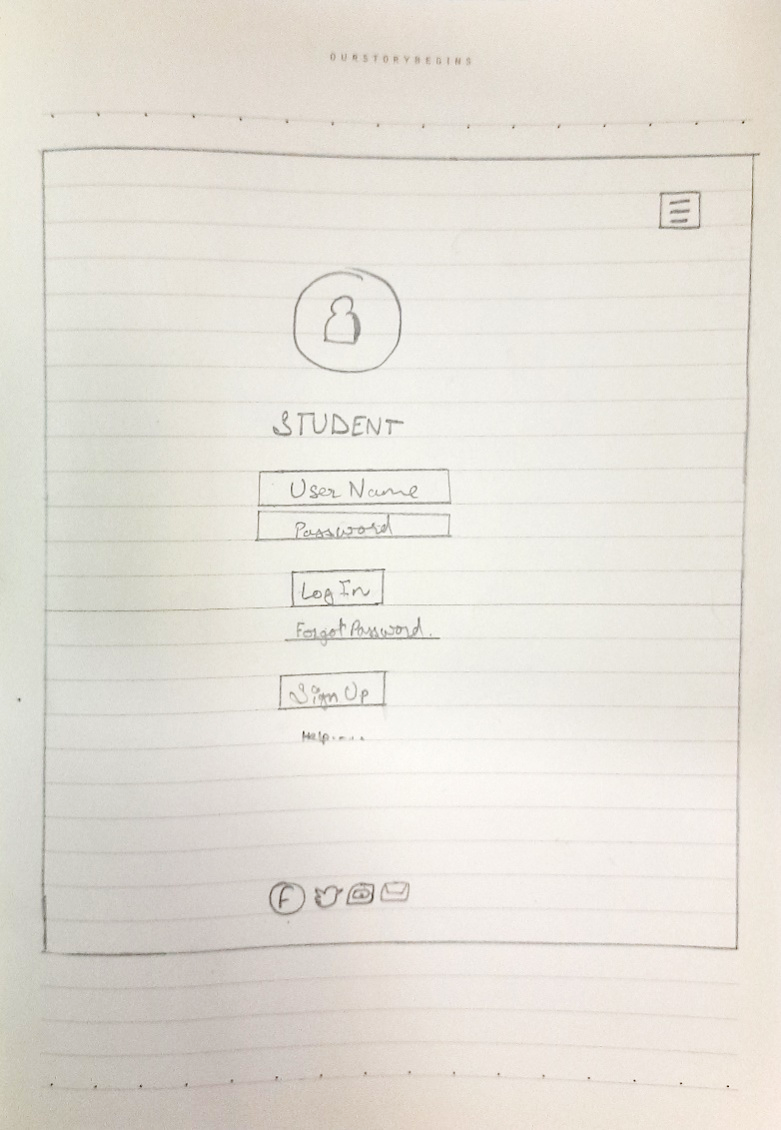 OURSTORYBEGINS
STUDENT
User Name
Password
Log In
Forgot Password.
Sign Up
Help.....
F